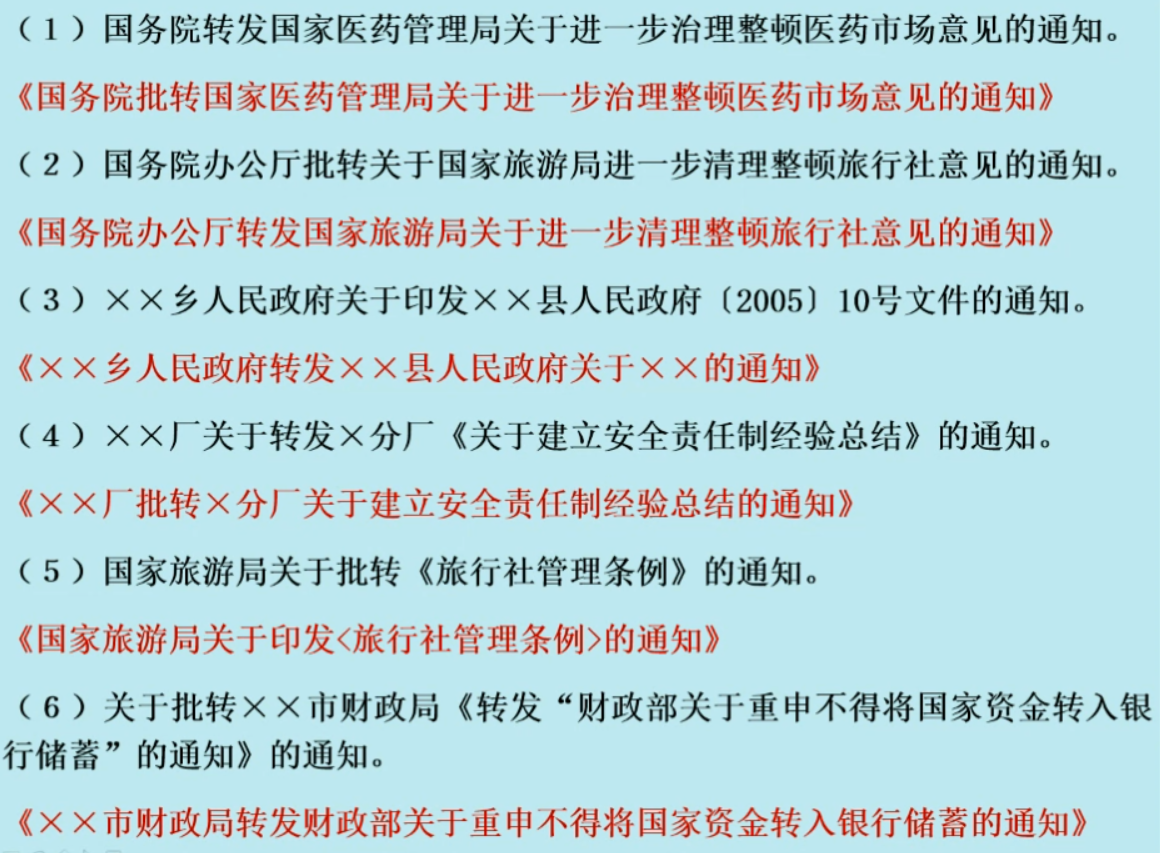 （1）国务院转发国家医药管理局关于进一步治理整顿医药市场意见的通知。
《国务院批转国家医药管理局关于进一步治理整顿医药市场意见的通知》
（2）国务院办公厅批转关于国家旅游局进一步清理整顿旅行社意见的通知。
《国务院办公厅转发国家旅游局关于进一步清理整顿旅行社意见的通知》
（3）××乡人民政府关于印发××县人民政府〔2005〕10号文件的通知。
《××乡人民政府转发××县人民政府关于××的通知》
（4）××厂关于转发×分厂《关于建立安全责任制经验总结》的通知。
《××厂批转×分厂关于建立安全责任制经验总结的通知》
（5）国家旅游局关于批转《旅行社管理条例》的通知。
《国家旅游局关于印发<旅行社管理条例>的通知》
（6）关于批转××市财政局《转发“财政部关于重申不得将国家资金转入银
行储蓄”的通知》的通知。
《××市财政局转发财政部关于重申不得将国家资金转入银行储蓄的通知》